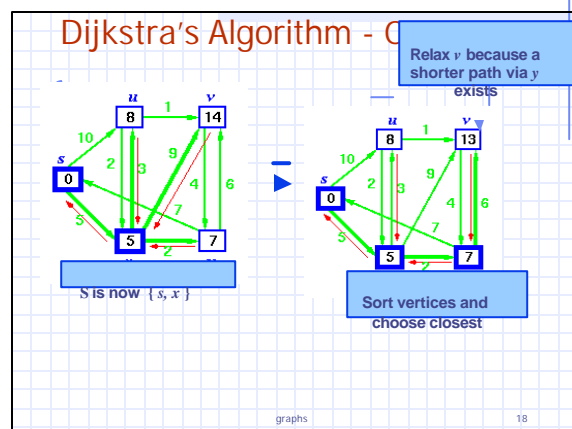 Dijkstra's Algorithm -
Relax v because a
shorter path via y
exists
u
v
8
1
14
10
2
3
9
4
6
s
0
7
5
5
2
7
S is now { s, x }
u
v
8
1
13
10
2
3
9
4
6
s
0
7
5
5
2
7
Sort vertices and
choose closest
graphs
18